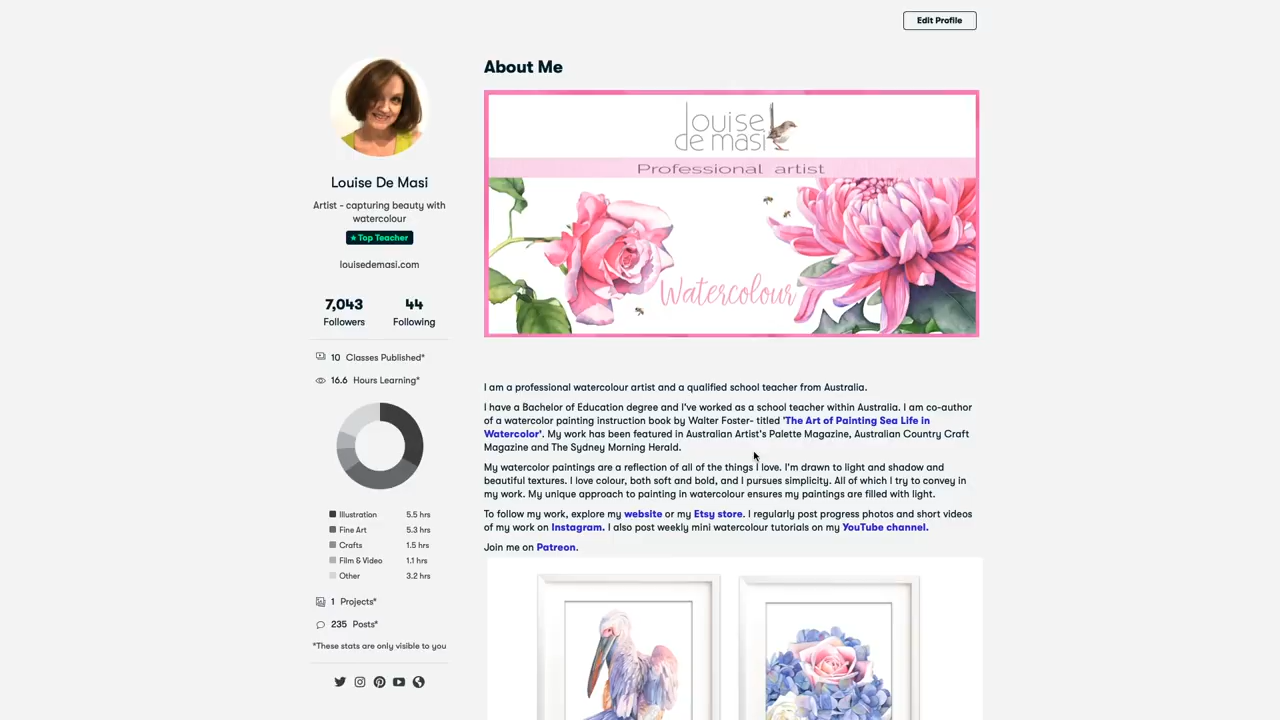 Edit Profile
About Me
louise
de masi
Professional artist
Watercolour
Louise De Masi
Artist - capturing beauty with
watercolour
★ Top Teacher
louisedemasi.com
7,043
44
Followers
Following
10 Classes Published*
16.6 Hours Learning*
Illustration 5.5 hrs
Fine Art 5.3 hrs
Crafts 1.5 hrs
Film & Video 1.1 hrs
Other 3.2 hrs
1 Projects*
235 Posts*
*These stats are only visible to you
I am a professional watercolour artist and a qualified school teacher from Australia.
I have a Bachelor of Education degree and I've worked as a school teacher within Australia. I am co-author
of a watercolor painting instruction book by Walter Foster- titled 'The Art of Painting Sea Life in
Watercolor'. My work has been featured in Australian Artist's Palette Magazine, Australian Country Craft
Magazine and The Sydney Morning Herald.
My watercolor paintings are a reflection of all of the things I love. I'm drawn to light and shadow and
beautiful textures. I love colour, both soft and bold, and I pursues simplicity. All of which I try to convey in
my work. My unique approach to painting in watercolour ensures my paintings are filled with light.
To follow my work, explore my website or my Etsy store. I regularly post progress photos and short videos
of my work on Instagram. I also post weekly mini watercolour tutorials on my YouTube channel.
Join me on Patreon.